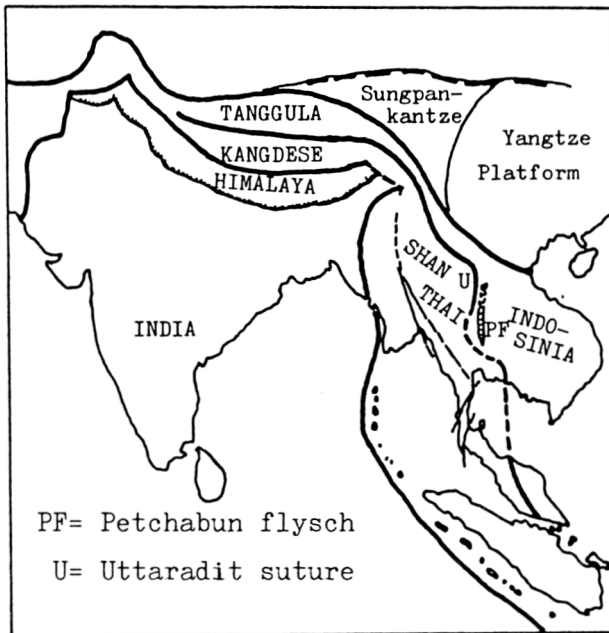 Sungpan-
kantze
TANGGULA
Yangtze
Platform
KANGDESE
HIMALAYA
SHAN
THAI
U
INDIA
PF
INDO-
SINIA
PF= Petchabun flysch
U= Uttaradit suture